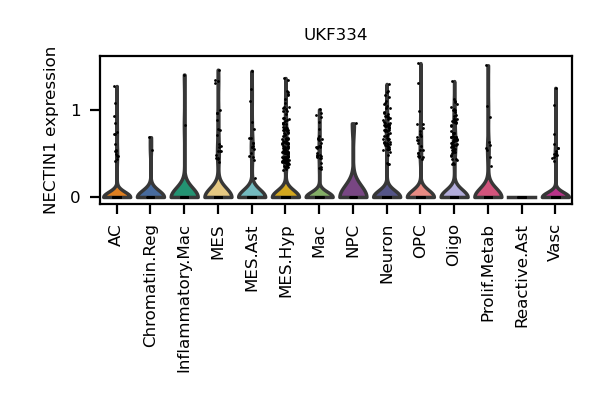 UKF334
NECTIN1 expression
1
0
AC
Chromatin.Reg
Inflammatory.Mac
MES
MES.Ast
MES.Hyp
Mac
NPC
Neuron
OPC
Oligo
Prolif.Metab
Reactive.Ast
Vasc